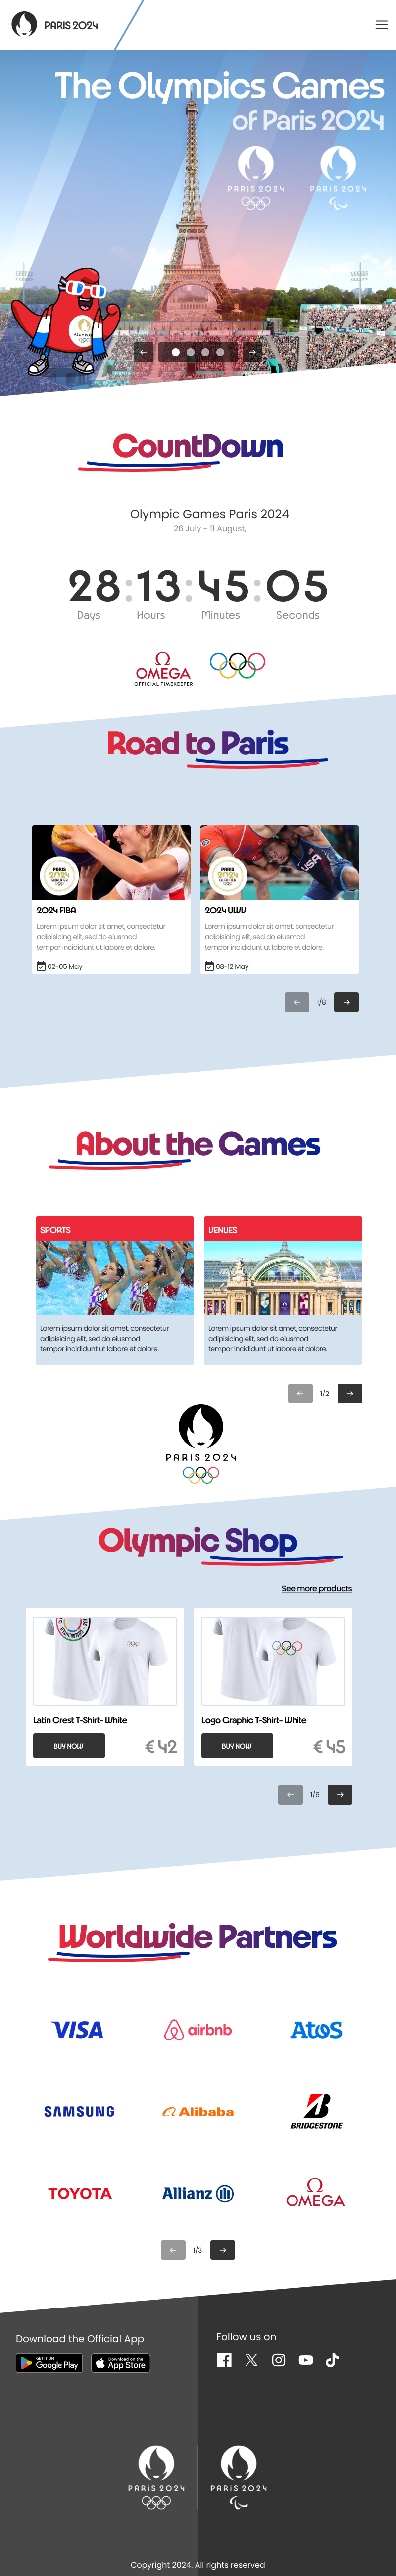 PARIS 2024
The Olympics Games
of Paris 2024
PARIS 2024
PARIS 2024
CountDown
Olympic Games Paris 2024
26 July - 11 August,
28:13:45:05
Days Hours Minutes Seconds
OMEGA
OFFICIAL TIMEKEEPER
Road to Paris
PARIS
2024
QUALIFIER
2024 FIBA
Lorem ipsum dolor sit amet, consectetur
adipisicing elit, sed do eiusmod
tempor incididunt ut labore et dolore.
02-05 May
USA
PARIS
2024
QUALIFIER
2024 UWW
Lorem ipsum dolor sit amet, consectetur
adipisicing elit, sed do eiusmod
tempor incididunt ut labore et dolore.
08-12 May
1/8
About the Games
SPORTS
Lorem ipsum dolor sit amet, consectetur
adipisicing elit, sed do eiusmod
tempor incididunt ut labore et dolore.
VENUES
Lorem ipsum dolor sit amet, consectetur
adipisicing elit, sed do eiusmod
tempor incididunt ut labore et dolore.
1/2
PARIS 2024
Olympic Shop
See more products
Latin Crest T-Shirt- White
BUY NOW
€ 42
Logo Graphic T-Shirt- White
BUY NOW
€ 45
1/6
Worldwide Partners
VISA
airbnb
Atos
SAMSUNG
Alibaba
BRIDGESTONE
TOYOTA
Allianz
OMEGA
1/3
Download the Official App
GET IT ON
Google Play
Download on the
App Store
Follow us on
PARIS 2024
PARIS 2024
Copyright 2024. All rights reserved